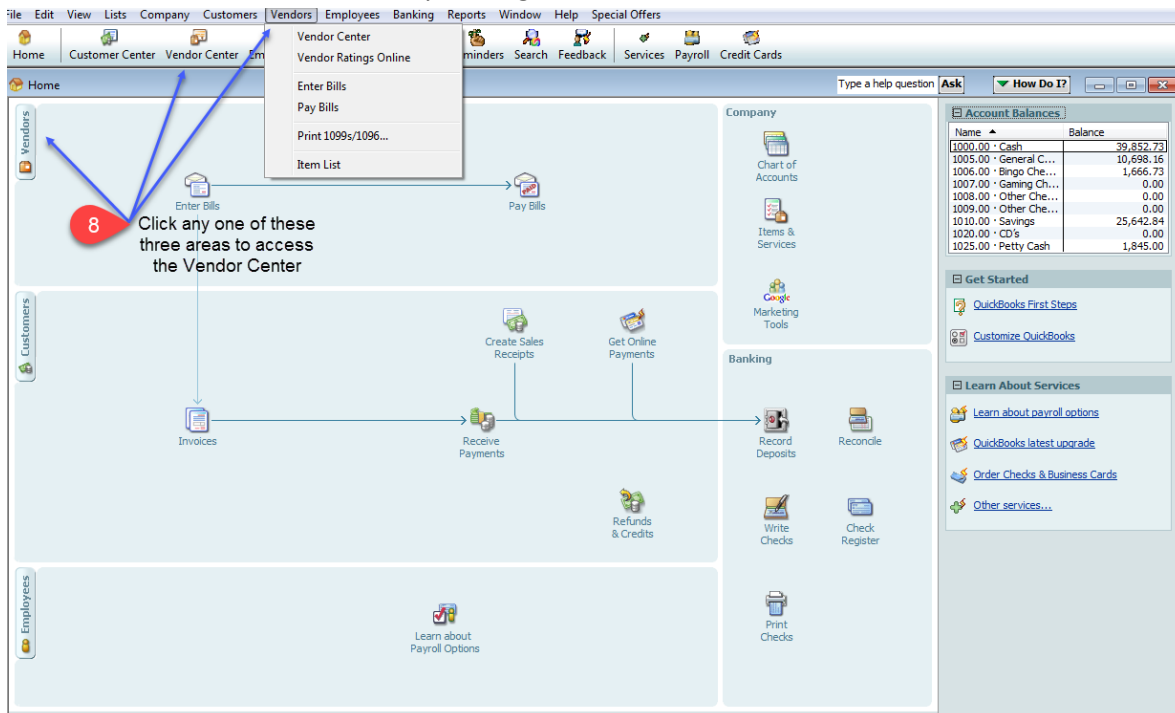 File Edit View Lists Company Customers Vendors Employees Banking Reports Window Help Special Offers
Home Customer Center Vendor Center Em minders Search Feedback Services Payroll Credit Cards
Vendor Center
Vendor Ratings Online
Enter Bills
Pay Bills
Print 1099s/1096...
Item List
Home
Type a help question Ask How Do I?
Vendors
Enter Bills
Pay Bills
8
Click any one of these
three areas to access
the Vendor Center
Customers
Create Sales
Receipts
Get Online
Payments
Invoices
Receive
Payments
Refunds
& Credits
Employees
Learn about
Payroll Options
Company
Chart of
Accounts
Items &
Services
Google
Marketing
Tools
Banking
Record
Deposits
Reconcile
Write
Checks
Check
Register
Print
Checks
Account Balances
Name Balance
1000.00 · Cash 39,852.73
1005.00 · General C... 10,698.16
1006.00 · Bingo Che... 1,666.73
1007.00 · Gaming Ch... 0.00
1008.00 · Other Che... 0.00
1009.00 · Other Che... 0.00
1010.00 · Savings 25,642.84
1020.00 · CD's 0.00
1025.00 · Petty Cash 1,845.00
Get Started
QuickBooks First Steps
Customize QuickBooks
Learn About Services
Learn about payroll options
QuickBooks latest upgrade
Order Checks & Business Cards
Other services...